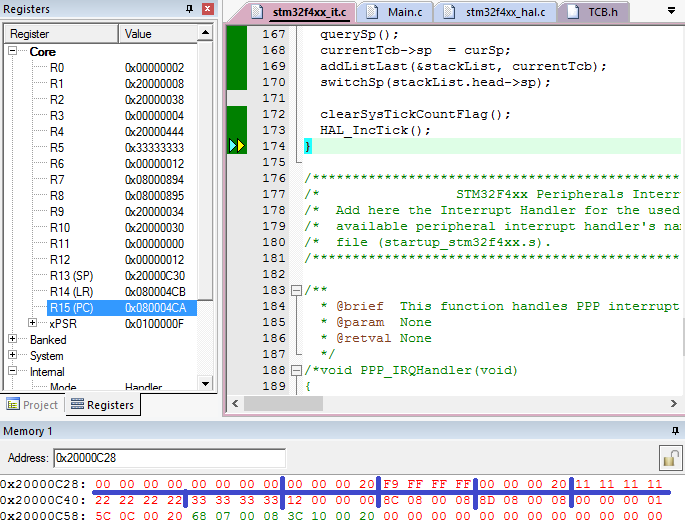 Registers
Register Value
Core
R0 0x00000002
R1 0x20000008
R2 0x20000038
R3 0x00000004
R4 0x20000444
R5 0x33333333
R6 0x00000012
R7 0x08000894
R8 0x08000895
R9 0x20000034
R10 0x20000030
R11 0x00000000
R12 0x00000012
R13 (SP) 0x20000C30
R14 (LR) 0x080004CB
R15 (PC) 0x080004CA
xPSR 0x0100000F
Banked
System
Internal
Mode Handler
Project Registers
stm32f4xx_it.c Main.c stm32f4xx_hal.c TCB.h
167 querySp();
168 currentTcb->sp = curSp;
169 addListLast(&stackList, currentTcb);
170 switchSp(stackList.head->sp);
171
172 clearSysTickCountFlag();
173 HAL_IncTick();
174 }
175
176 /***********************************************
177 /* STM32F4xx Peripherals Interr
178 /* Add here the Interrupt Handler for the used
179 /* available peripheral interrupt handler's na
180 /* file (startup_stm32f4xx.s).
181 /***********************************************
182
183 /**
184 * @brief This function handles PPP interrupt
185 * @param None
186 * @retval None
187 */
188 /*void PPP_IRQHandler(void)
189 {
Memory 1
Address: 0x20000C28
0x20000C28: 00 00 00 00 00 00 00 00 00 00 00 20 F9 FF FF FF 00 00 00 20 11 11 11 11
0x20000C40: 22 22 22 22 33 33 33 33 12 00 00 00 8C 08 00 08 8D 08 00 08 00 00 00 01
0x20000C58: 5C 0C 00 20 68 07 00 08 3C 10 00 20 00 00 00 00 00 00 00 00 00 00 00 00